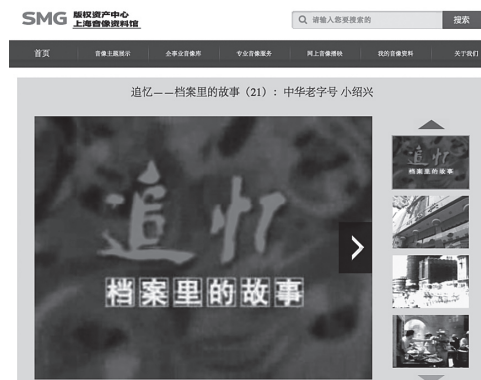 SMG 版权资产中心
上海音像资料馆
请输入您要搜索的 搜索
首页 音像主题展示 企事业音像库 专业音像服务 网上音像播映 我的音像资料 关于我们
追忆——档案里的故事（21）：中华老字号 小绍兴
追忆
档案里的故事
追忆
档案里的故事